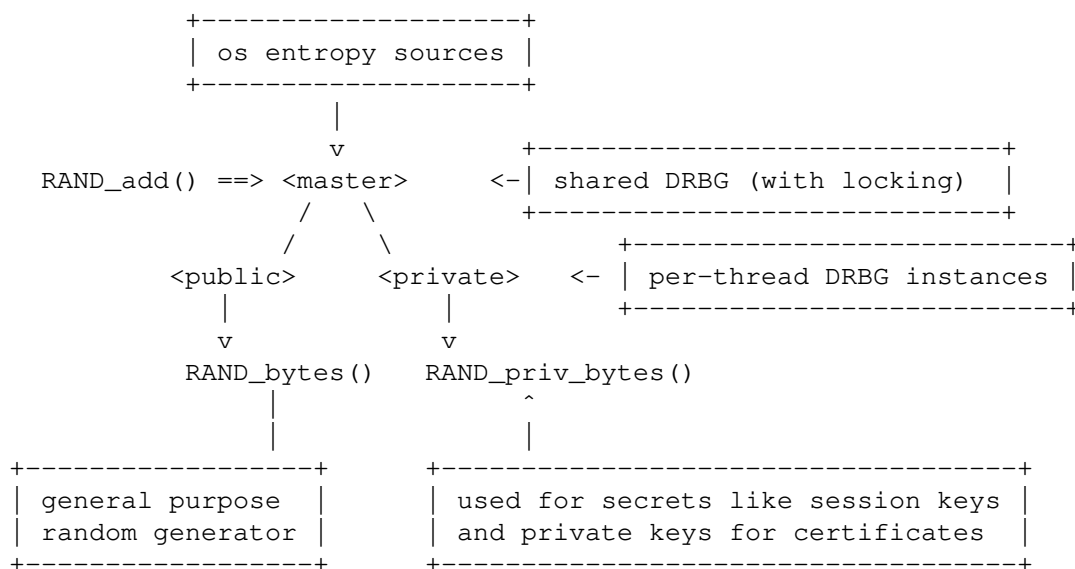 os entropy sources
RAND_add() ==> <master> <- shared DRBG (with locking)
<public> <private> <- per-thread DRBG instances
RAND_bytes() RAND_priv_bytes()
general purpose used for secrets like session keys
random generator and private keys for certificates